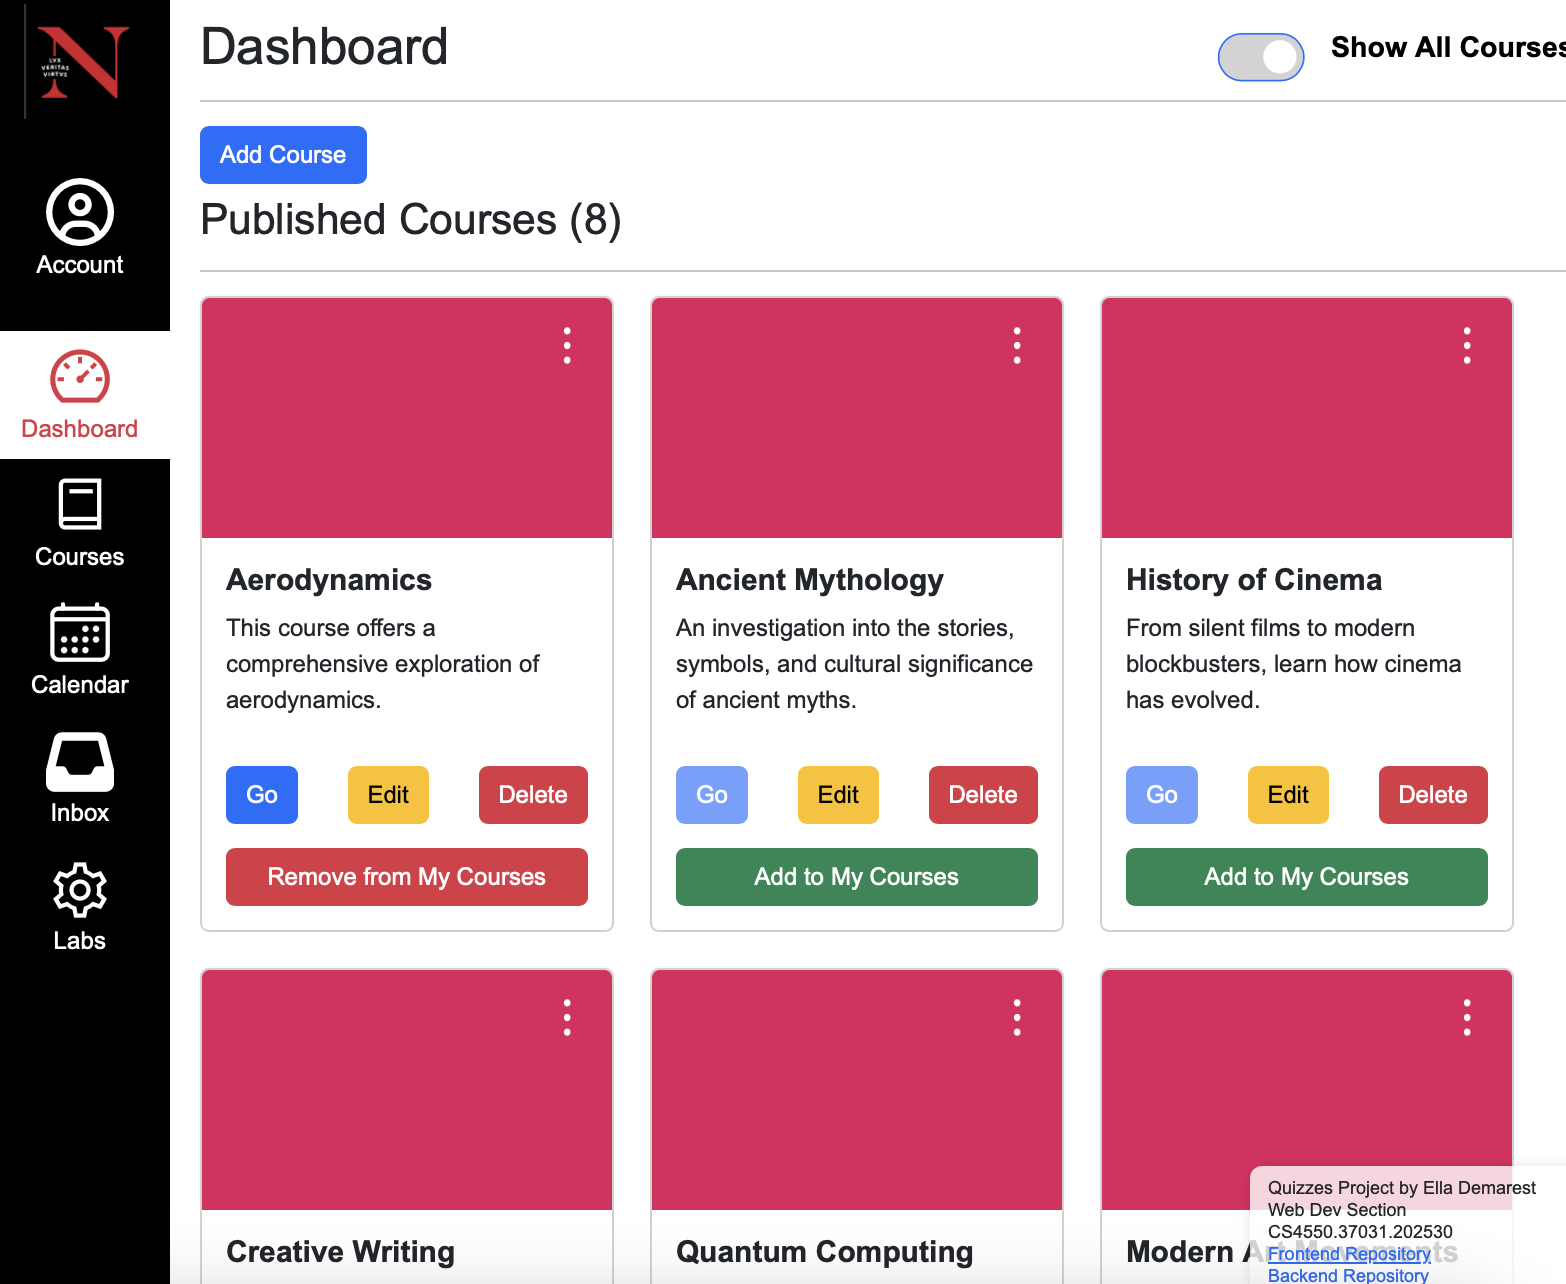 LVX
VERITAS
VIRTVS
Dashboard
Show All Courses
Account
Dashboard
Courses
Calendar
Inbox
Labs
Add Course
Published Courses (8)
Aerodynamics
This course offers a
comprehensive exploration of
aerodynamics.
Go
Edit
Delete
Remove from My Courses
Ancient Mythology
An investigation into the stories,
symbols, and cultural significance
of ancient myths.
Go
Edit
Delete
Add to My Courses
History of Cinema
From silent films to modern
blockbusters, learn how cinema
has evolved.
Go
Edit
Delete
Add to My Courses
Creative Writing
Quantum Computing
Modern Art Movements
Quizzes Project by Ella Demarest
Web Dev Section
CS4550.37031.202530
Frontend Repository
Backend Repository